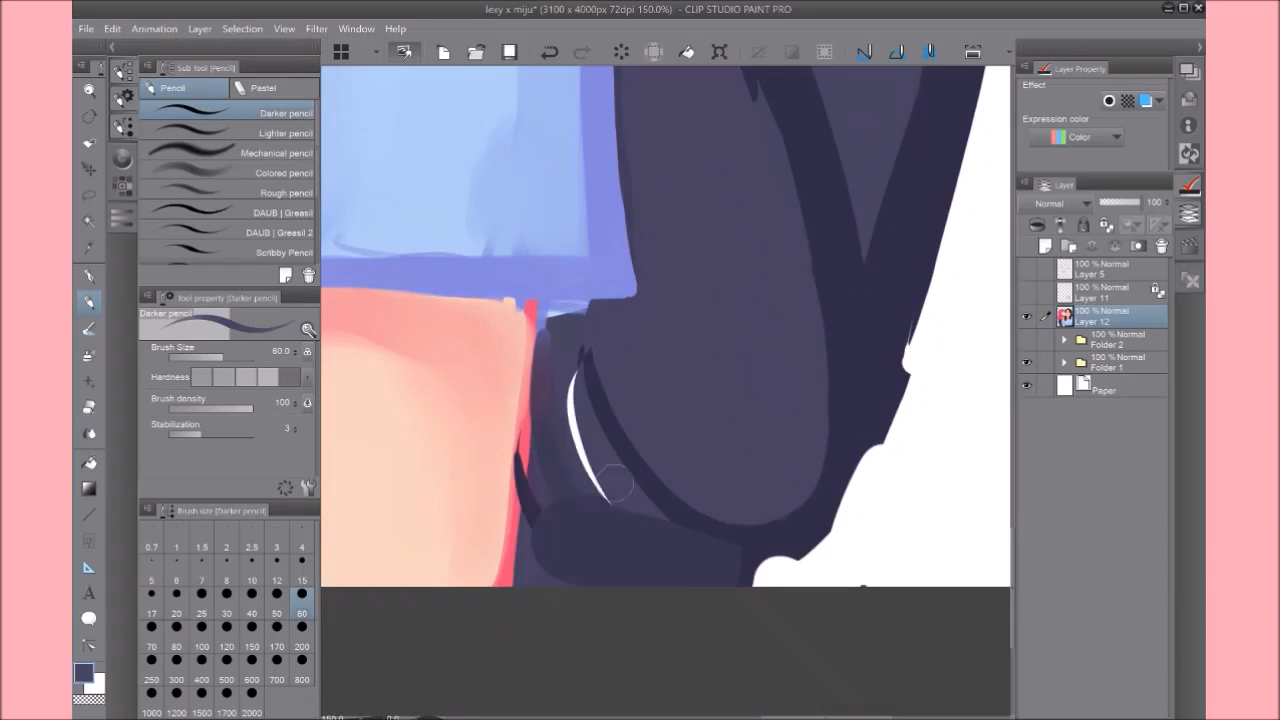 lexy x miju* (3100 x 4000px 72dpi 150.0%) - CLIP STUDIO PAINT PRO
File Edit Animation Layer Selection View Filter Window Help
Sub Tool [Pencil]
Pencil Pastel
Darker pencil
Lighter pencil
Mechanical pencil
Colored pencil
Rough pencil
DAUB | Greasil
DAUB | Greasil 2
Scribby Pencil
Tool property [Darker pencil]
Darker pencil
Brush Size 60.0
Hardness
Brush density 100
Stabilization 3
Brush size [Darker pencil]
0.7 1 1.5 2 2.5 3 4
5 6 7 8 10 12 15
17 20 25 30 40 50 60
70 80 100 120 150 170 200
250 300 400 500 600 700 800
1000 1200 1500 1700 2000
Layer Property
Effect
Expression color
Color
Layer
Normal 100
100 % Normal
Layer 5
100 % Normal
Layer 11
100 % Normal
Layer 12
100 % Normal
Folder 2
100 % Normal
Folder 1
Paper
150.0